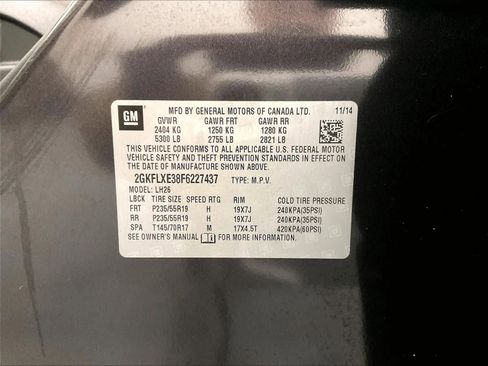 GM
MFD BY GENERAL MOTORS OF CANADA LTD. 11/14
GVWR GAWR FRT GAWR RR
2404 KG 1250 KG 1280 KG
5300 LB 2755 LB 2821 LB
THIS VEHICLE CONFORMS TO ALL APPLICABLE U.S. FEDERAL MOTOR
VEHICLE SAFETY AND THEFT PREVENTION STANDARDS IN EFFECT ON THE
DATE OF MANUFACTURE SHOWN ABOVE.
2GKFLXE38F6227437 TYPE: M.P.V.
MODEL: LH26
LBCK TIRE SIZE SPEED RTG RIM COLD TIRE PRESSURE
FRT P235/55R19 H 19X7J 240KPA(35PSI)
RR P235/55R19 H 19X7J 240KPA(35PSI)
SPA T145/70R17 M 17X4.5T 420KPA(60PSI)
SEE OWNER'S MANUAL FOR MORE INFORMATION.